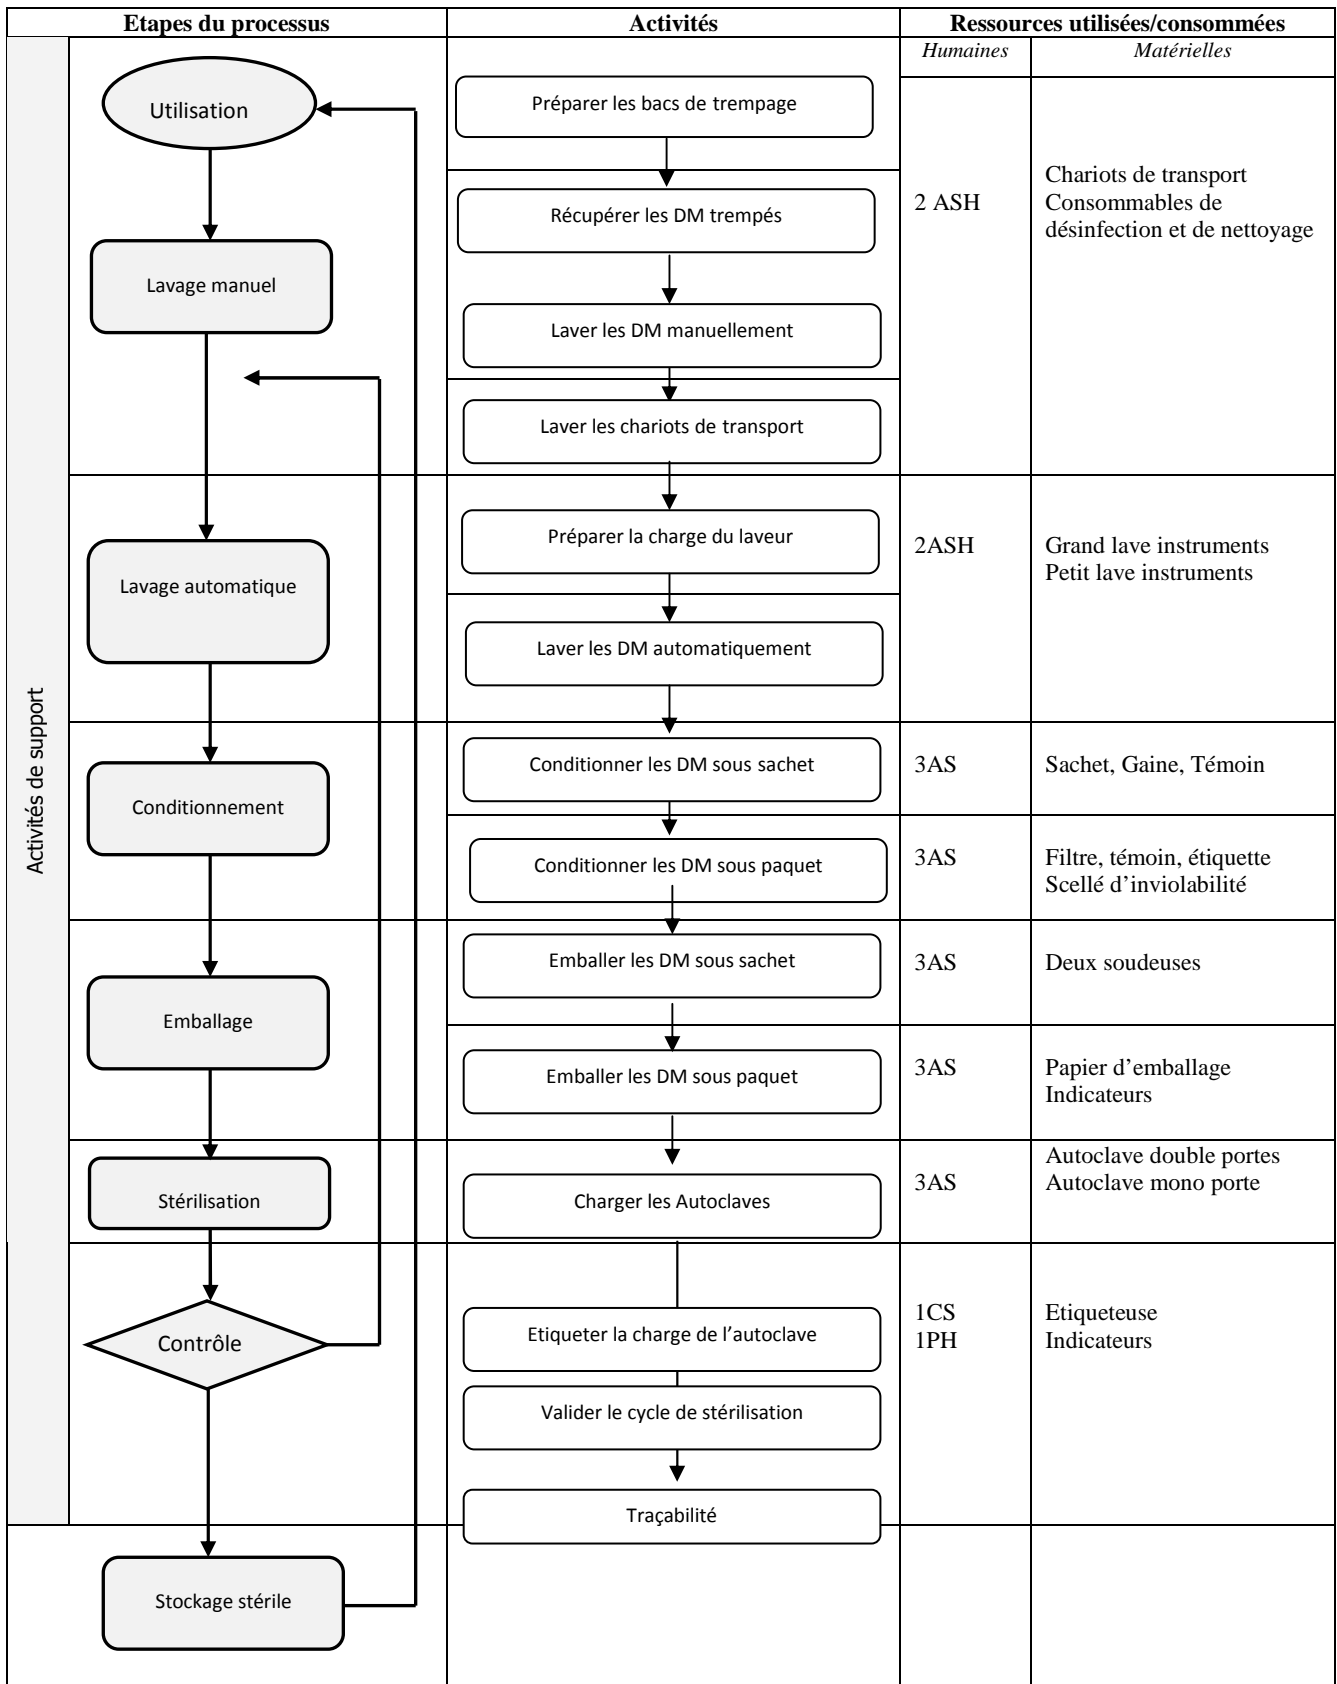 Etapes du processus
Activités
Ressources utilisées/consommées
Humaines
Matérielles
Activités de support
Utilisation
Préparer les bacs de trempage
2 ASH
Chariots de transport
Consommables de
désinfection et de nettoyage
Récupérer les DM trempés
Lavage manuel
Laver les DM manuellement
Laver les chariots de transport
Lavage automatique
Préparer la charge du laveur
2ASH
Grand lave instruments
Petit lave instruments
Laver les DM automatiquement
Conditionnement
Conditionner les DM sous sachet
3AS
Sachet, Gaine, Témoin
Conditionner les DM sous paquet
3AS
Filtre, témoin, étiquette
Scellé d’inviolabilité
Emballage
Emballer les DM sous sachet
3AS
Deux soudeuses
Emballer les DM sous paquet
3AS
Papier d’emballage
Indicateurs
Stérilisation
Charger les Autoclaves
3AS
Autoclave double portes
Autoclave mono porte
Contrôle
Etiqueter la charge de l’autoclave
1CS
1PH
Etiqueteuse
Indicateurs
Valider le cycle de stérilisation
Traçabilité
Stockage stérile